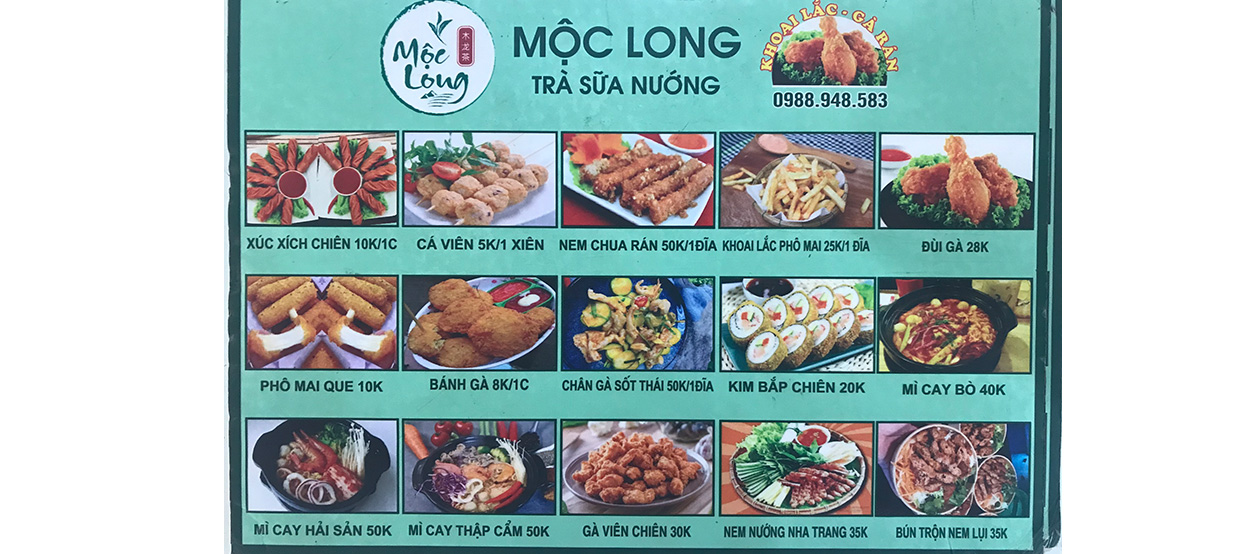 Mộc
Long
木龙茶
MỘC LONG
TRÀ SỮA NƯỚNG
KHOAI LẮC - GÀ RÁN
0988.948.583
XÚC XÍCH CHIÊN 10K/1C
CÁ VIÊN 5K/1 XIÊN
NEM CHUA RÁN 50K/1ĐĨA
KHOAI LẮC PHÔ MAI 25K/1 ĐĨA
ĐÙI GÀ 28K
PHÔ MAI QUE 10K
BÁNH GÀ 8K/1C
CHÂN GÀ SỐT THÁI 50K/1ĐĨA
KIM BẮP CHIÊN 20K
MÌ CAY BÒ 40K
MÌ CAY HẢI SẢN 50K
MÌ CAY THẬP CẨM 50K
GÀ VIÊN CHIÊN 30K
NEM NƯỚNG NHA TRANG 35K
BÚN TRỘN NEM LỤI 35K